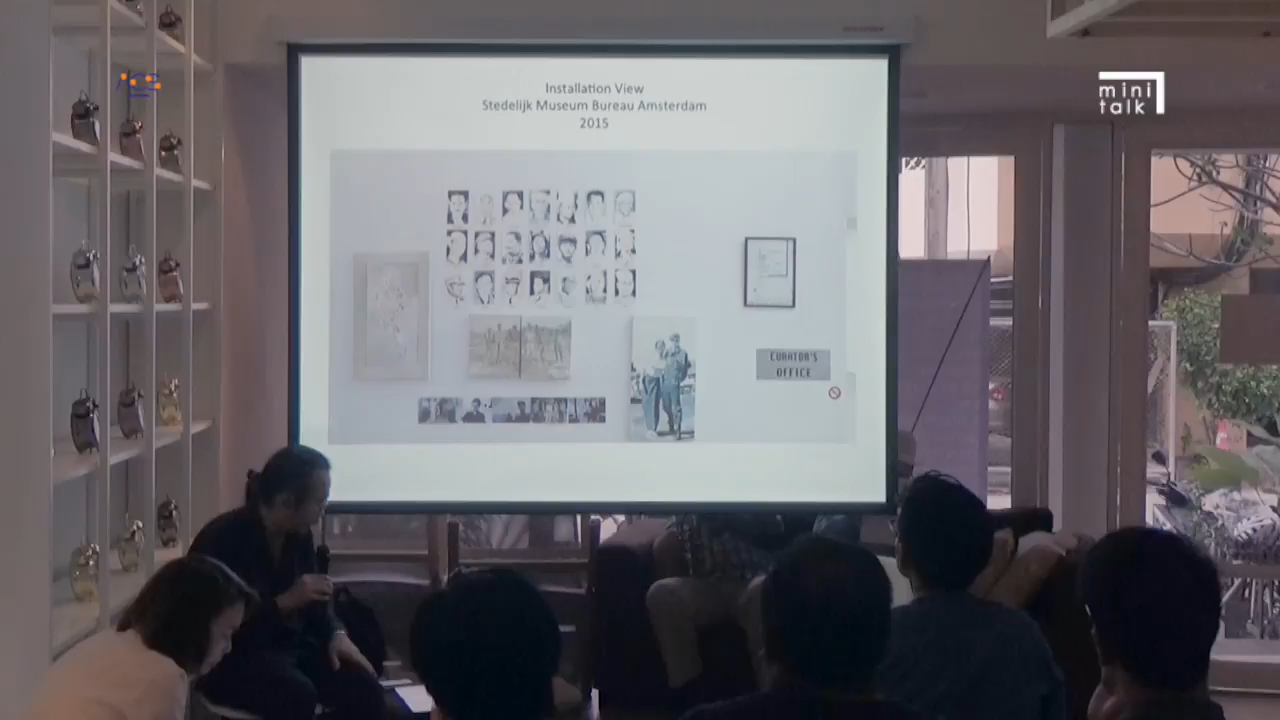 Installation View
Stedelijk Museum Bureau Amsterdam
2015
mini
talk
CURATOR'S
OFFICE